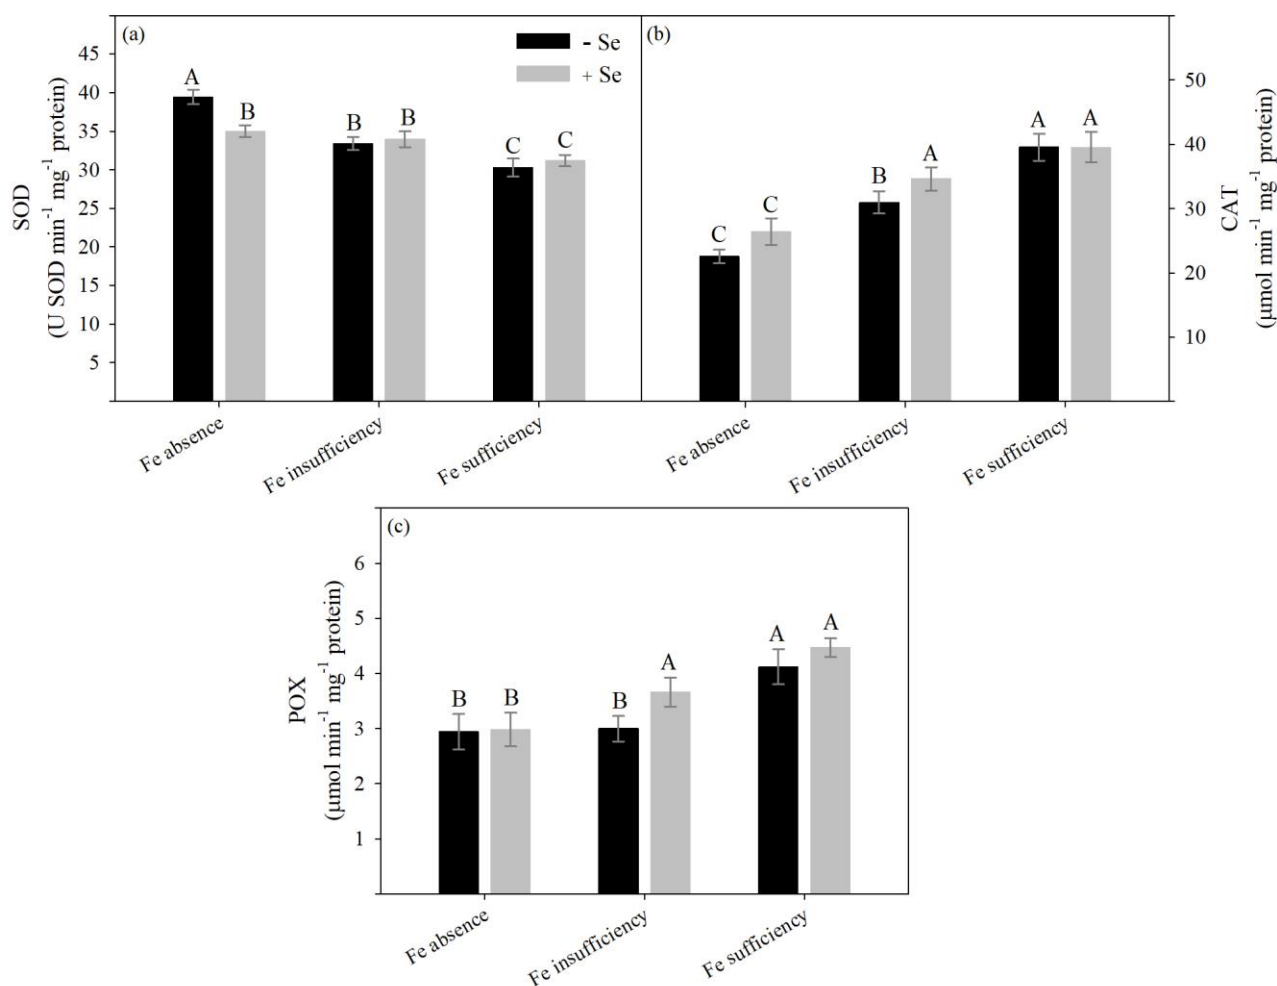 (a)
- Se
+ Se
45
40
35
30
25
20
15
10
5
SOD
(U SOD min⁻¹ mg⁻¹ protein)
A
B
B
B
C
C
Fe absence
Fe insufficiency
Fe sufficiency
(b)
50
40
30
20
10
CAT
(μmol min⁻¹ mg⁻¹ protein)
C
C
B
A
A
A
Fe absence
Fe insufficiency
Fe sufficiency
(c)
6
5
4
3
2
1
POX
(μmol min⁻¹ mg⁻¹ protein)
B
B
B
A
A
A
Fe absence
Fe insufficiency
Fe sufficiency